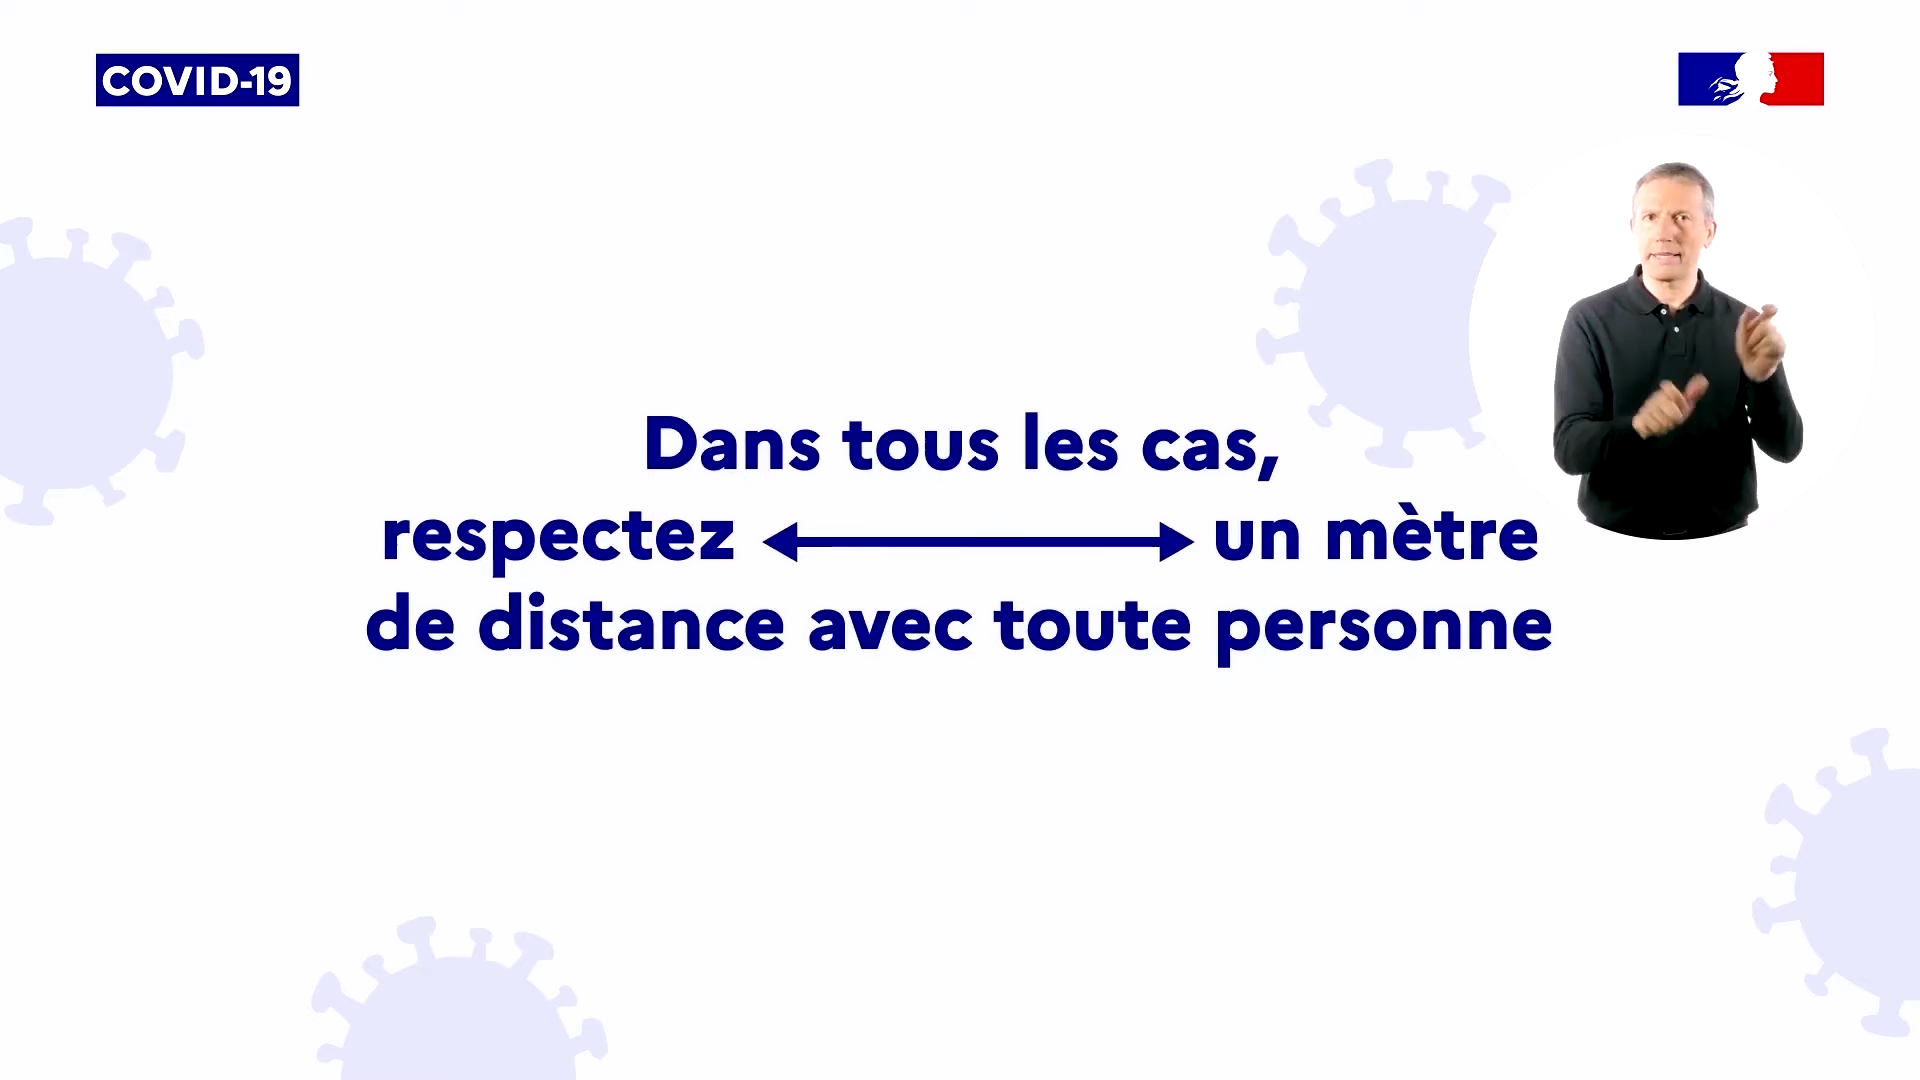 COVID-19
Dans tous les cas,
respectez un mètre
de distance avec toute personne